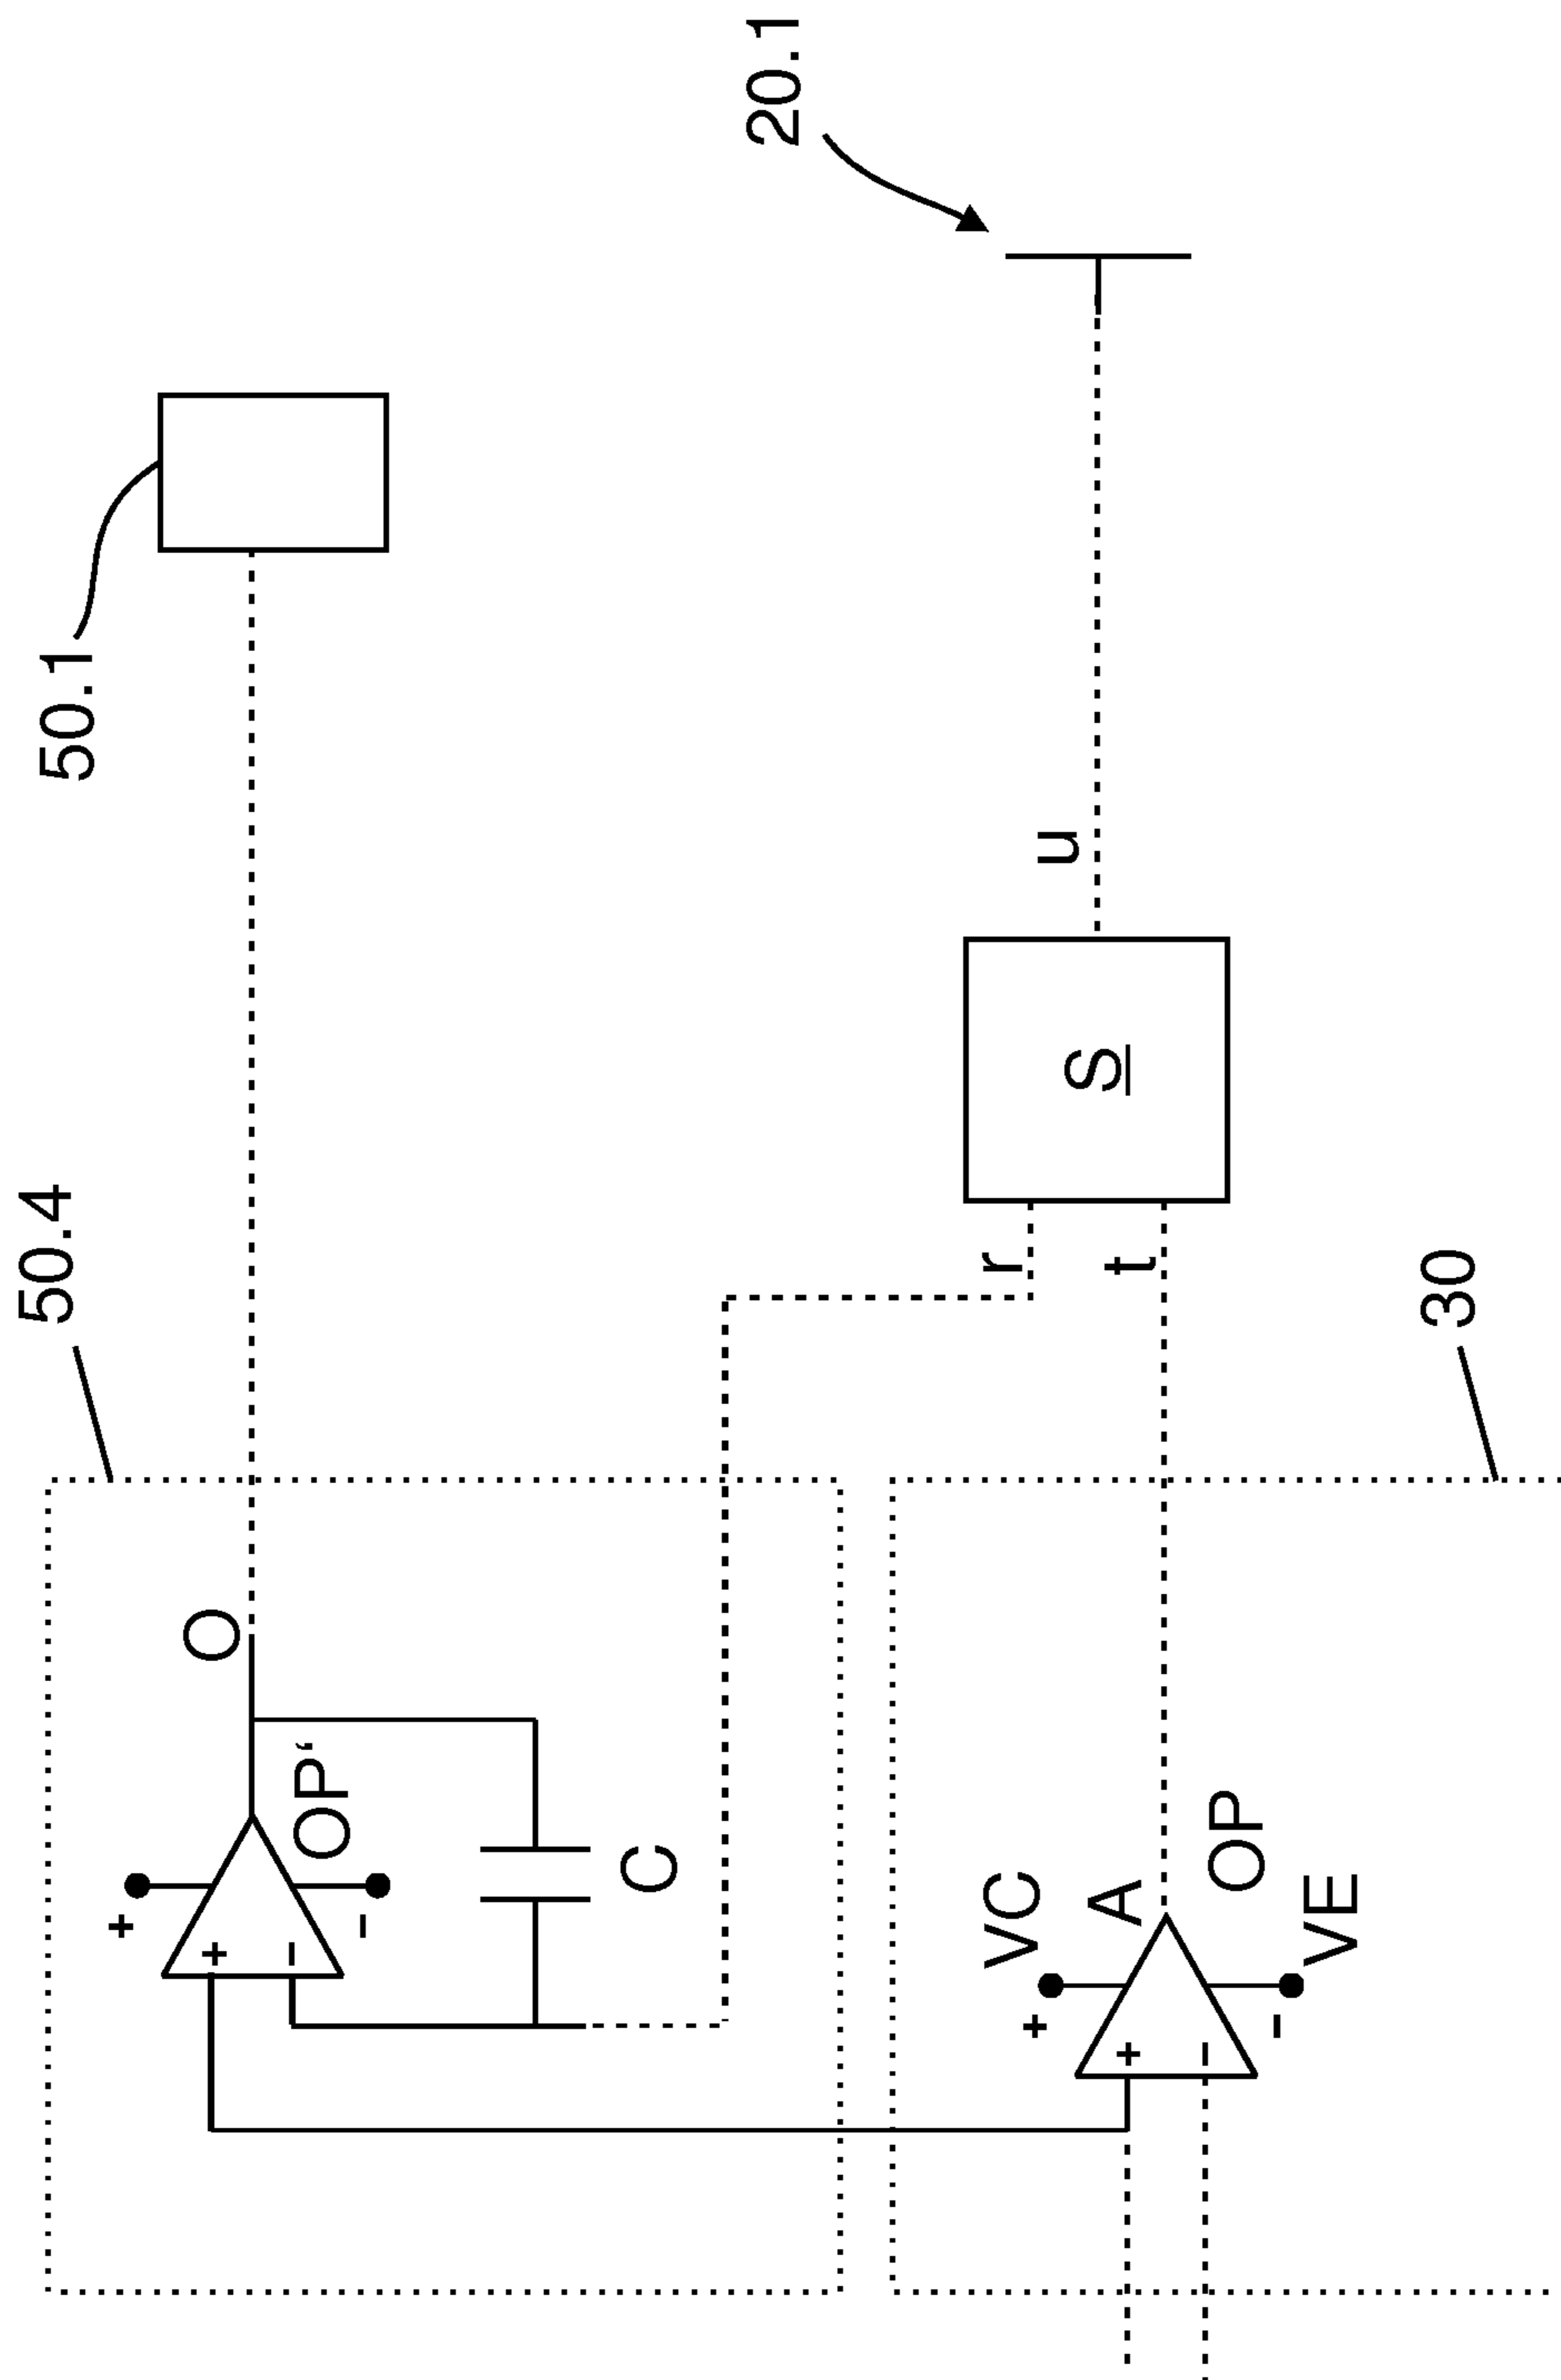 50.4
50.1
20.1
O
+
OP‘
+
–
–
C
r
u
S
t
30
VC
A
+
OP
+
–
VE
–